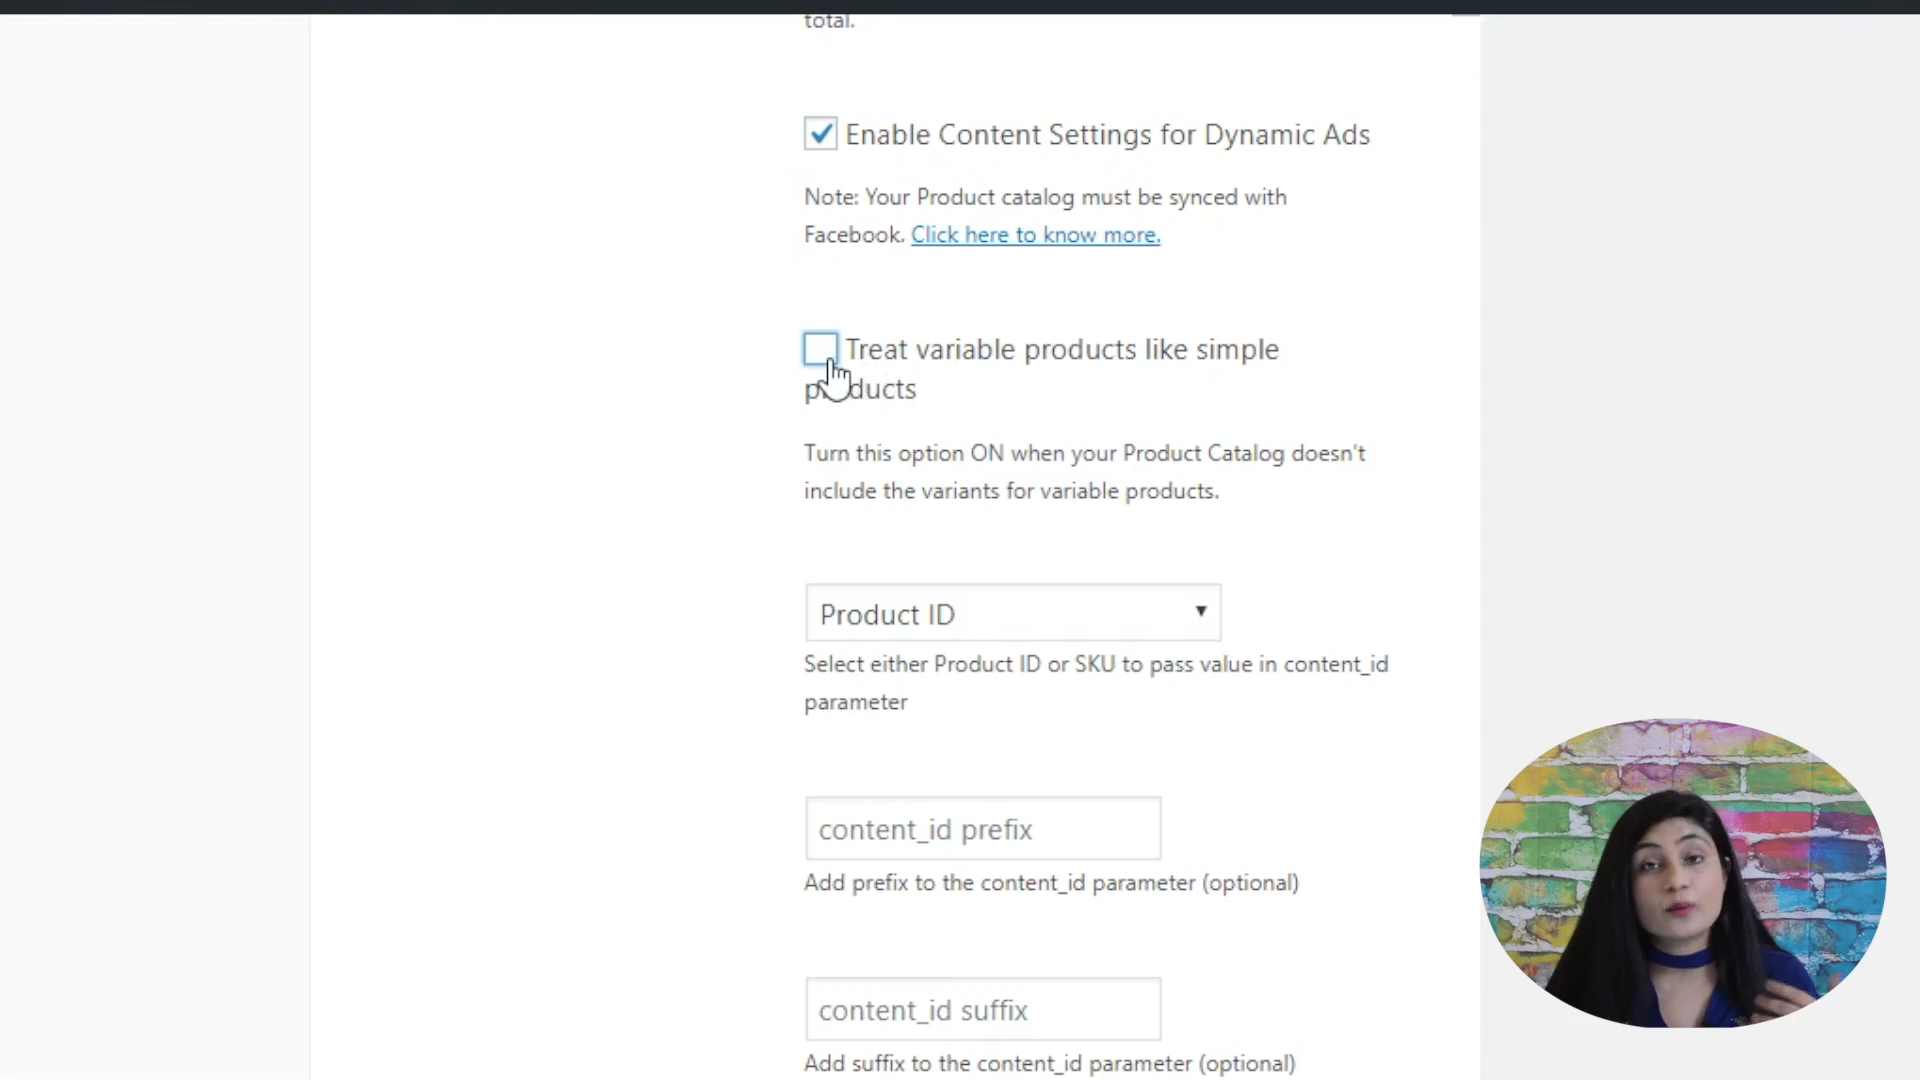 total.
Enable Content Settings for Dynamic Ads
Note: Your Product catalog must be synced with
Facebook. Click here to know more.
Treat variable products like simple
products
Turn this option ON when your Product Catalog doesn't
include the variants for variable products.
Product ID
Select either Product ID or SKU to pass value in content_id
parameter
content_id prefix
Add prefix to the content_id parameter (optional)
content_id suffix
Add suffix to the content_id parameter (optional)